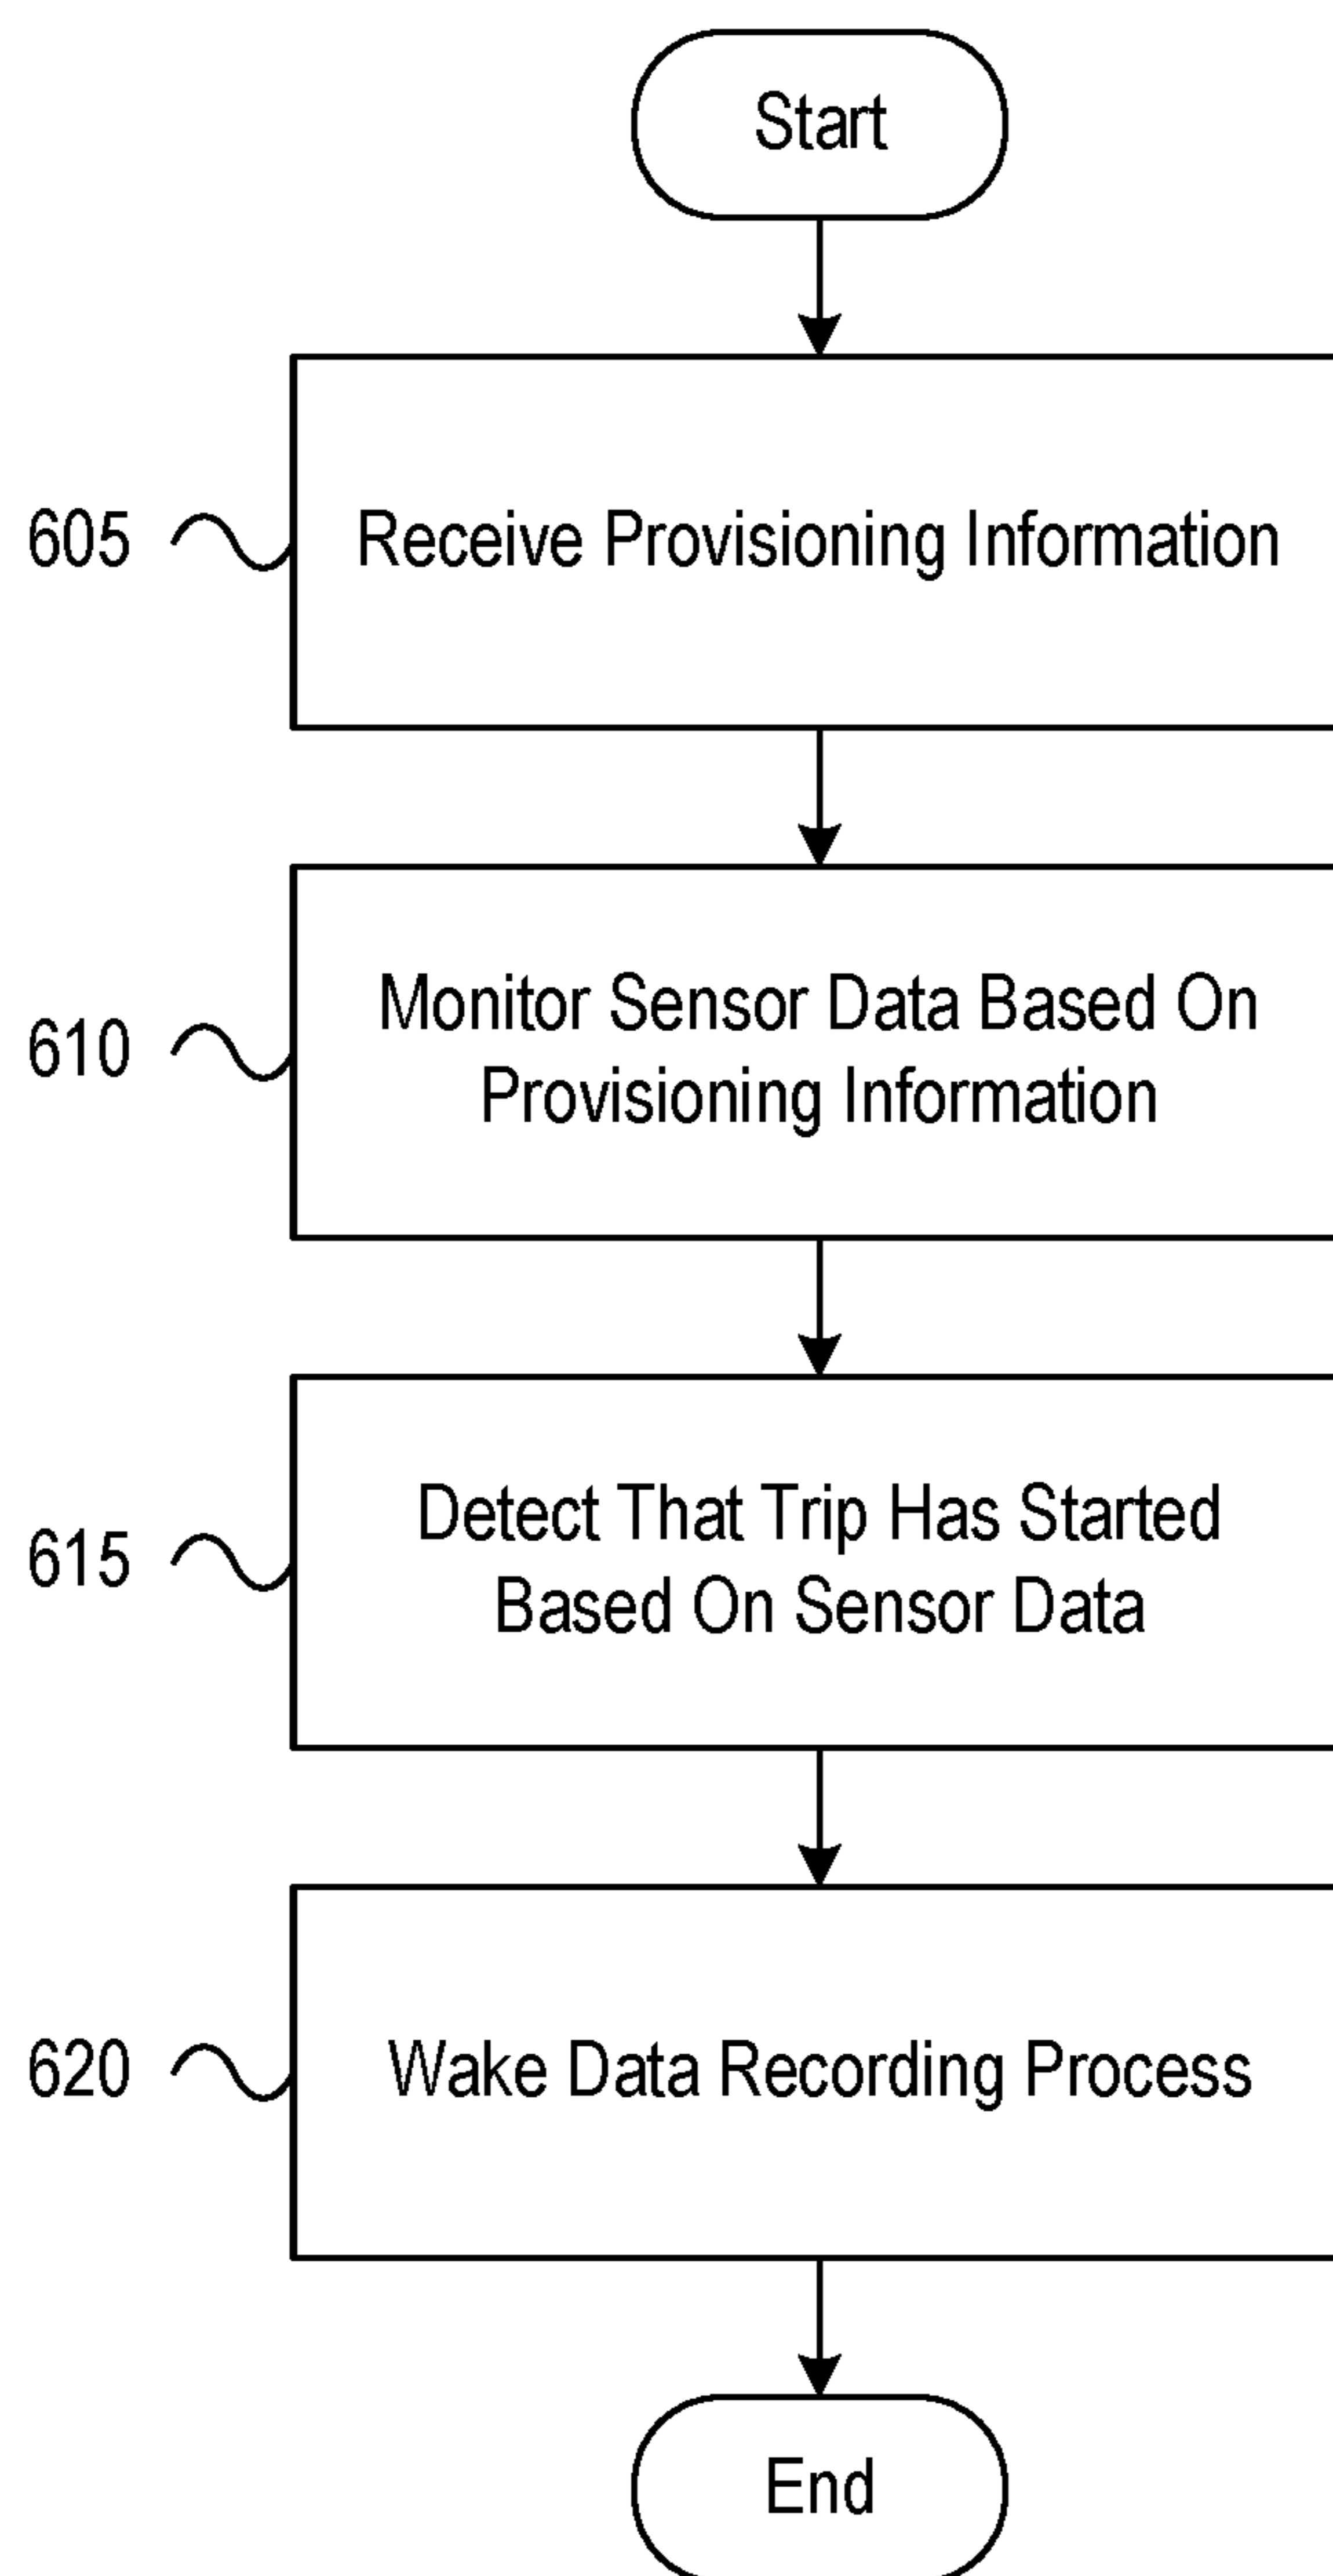 Start
605
Receive Provisioning Information
610
Monitor Sensor Data Based On
Provisioning Information
615
Detect That Trip Has Started
Based On Sensor Data
620
Wake Data Recording Process
End